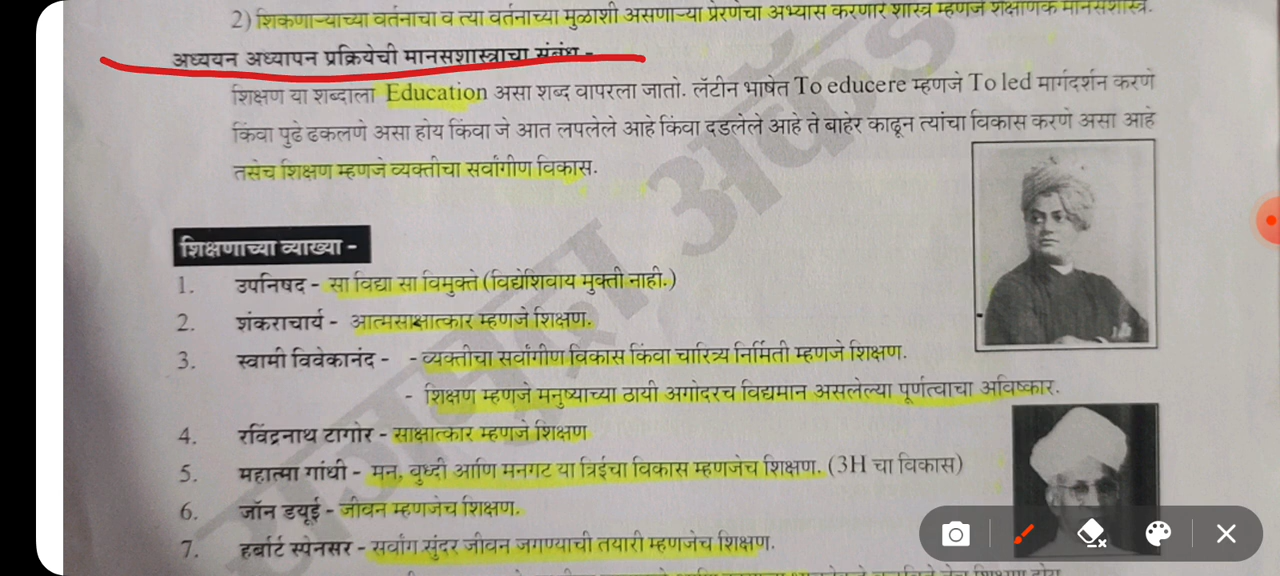 2) शिकणाऱ्याच्या वर्तनाचा व त्या वर्तनाच्या मुळाशी असणाऱ्या प्रेरणेचा अभ्यास करणारे शास्त्र म्हणजे शैक्षणिक मानसशास्त्र.
अध्ययन अध्यापन प्रक्रियेची मानसशास्त्राचा संबंध -
शिक्षण या शब्दाला Education असा शब्द वापरला जातो. लॅटीन भाषेत To educere म्हणजे To led मार्गदर्शन करणे
किंवा पुढे ढकलणे असा होय किंवा जे आत लपलेले आहे किंवा दडलेले आहे ते बाहेर काढून त्यांचा विकास करणे असा आहे
तसेच शिक्षण म्हणजे व्यक्तीचा सर्वांगीण विकास.
शिक्षणाच्या व्याख्या -
1. उपनिषद - सा विद्या सा विमुक्ते (विद्येशिवाय मुक्ती नाही.)
2. शंकराचार्य - आत्मसाक्षात्कार म्हणजे शिक्षण.
3. स्वामी विवेकानंद - - व्यक्तीचा सर्वांगीण विकास किंवा चारित्र्य निर्मिती म्हणजे शिक्षण.
- शिक्षण म्हणजे मनुष्याच्या ठायी अगोदरच विद्यमान असलेल्या पूर्णत्वाचा अविष्कार.
4. रविंद्रनाथ टागोर - साक्षात्कार म्हणजे शिक्षण
5. महात्मा गांधी - मन, बुध्दी आणि मनगट या त्रिईचा विकास म्हणजेच शिक्षण. (3H चा विकास)
6. जॉन डयूई - जीवन म्हणजेच शिक्षण.
7. हर्बार्ट स्पेनसर - सर्वांग सुंदर जीवन जगण्याची तयारी म्हणजेच शिक्षण.